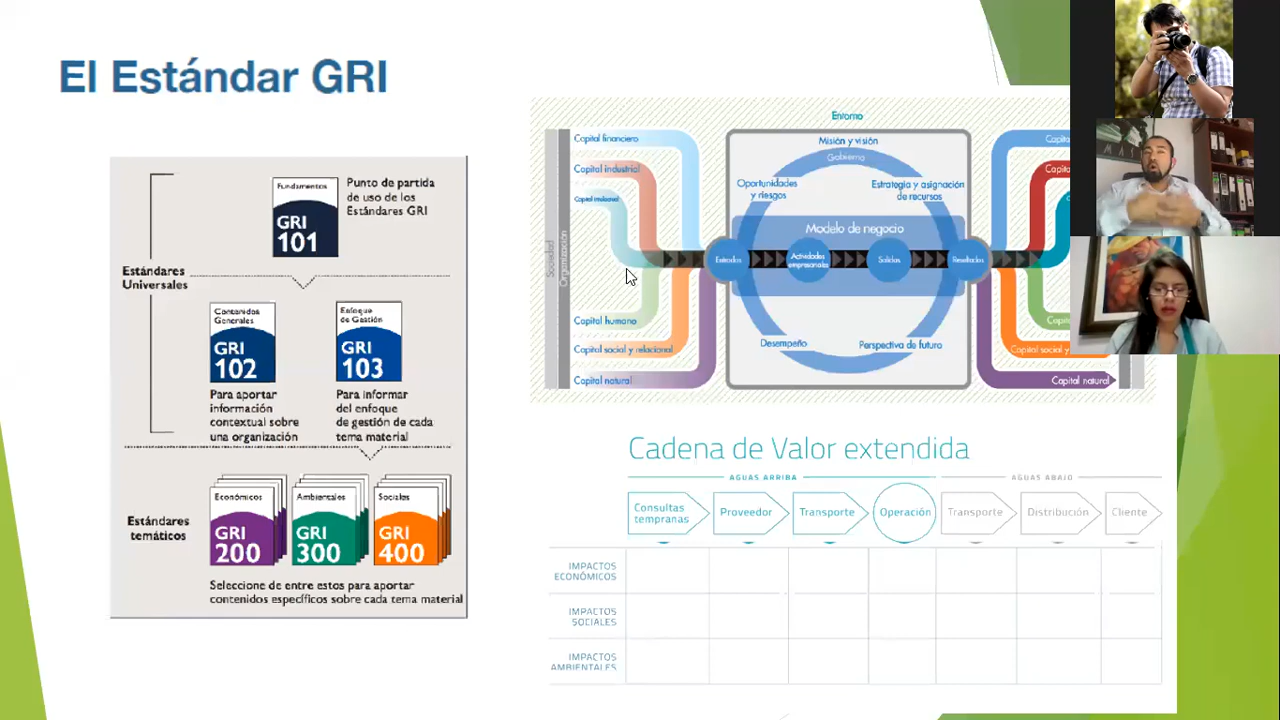 El Estándar GRI
Fundamentos
GRI
101
Punto de partida
de uso de los
Estándares GRI
Estándares
Universales
Contenidos
Generales
GRI
102
Enfoque
de Gestión
GRI
103
Para aportar
información
contextual sobre
una organización
Para informar
del enfoque
de gestión de cada
tema material
Estándares
temáticos
Económicos
GRI
200
Ambientales
GRI
300
Sociales
GRI
400
Seleccione de entre estos para aportar
contenidos específicos sobre cada tema material
Entorno
Sociedad
Organización
Capital financiero
Capital industrial
Capital intelectual
Capital humano
Capital social y relacional
Capital natural
Misión y visión
Gobierno
Oportunidades
y riesgos
Estrategia y asignación
de recursos
Modelo de negocio
Entradas
Actividades
empresariales
Salidas
Resultados
Desempeño
Perspectiva de futuro
Capital social y
Capital natural
Cadena de Valor extendida
AGUAS ARRIBA
AGUAS ABAJO
Consultas
tempranas
Proveedor
Transporte
Operación
Transporte
Distribución
Cliente
IMPACTOS
ECONÓMICOS
IMPACTOS
SOCIALES
IMPACTOS
AMBIENTALES